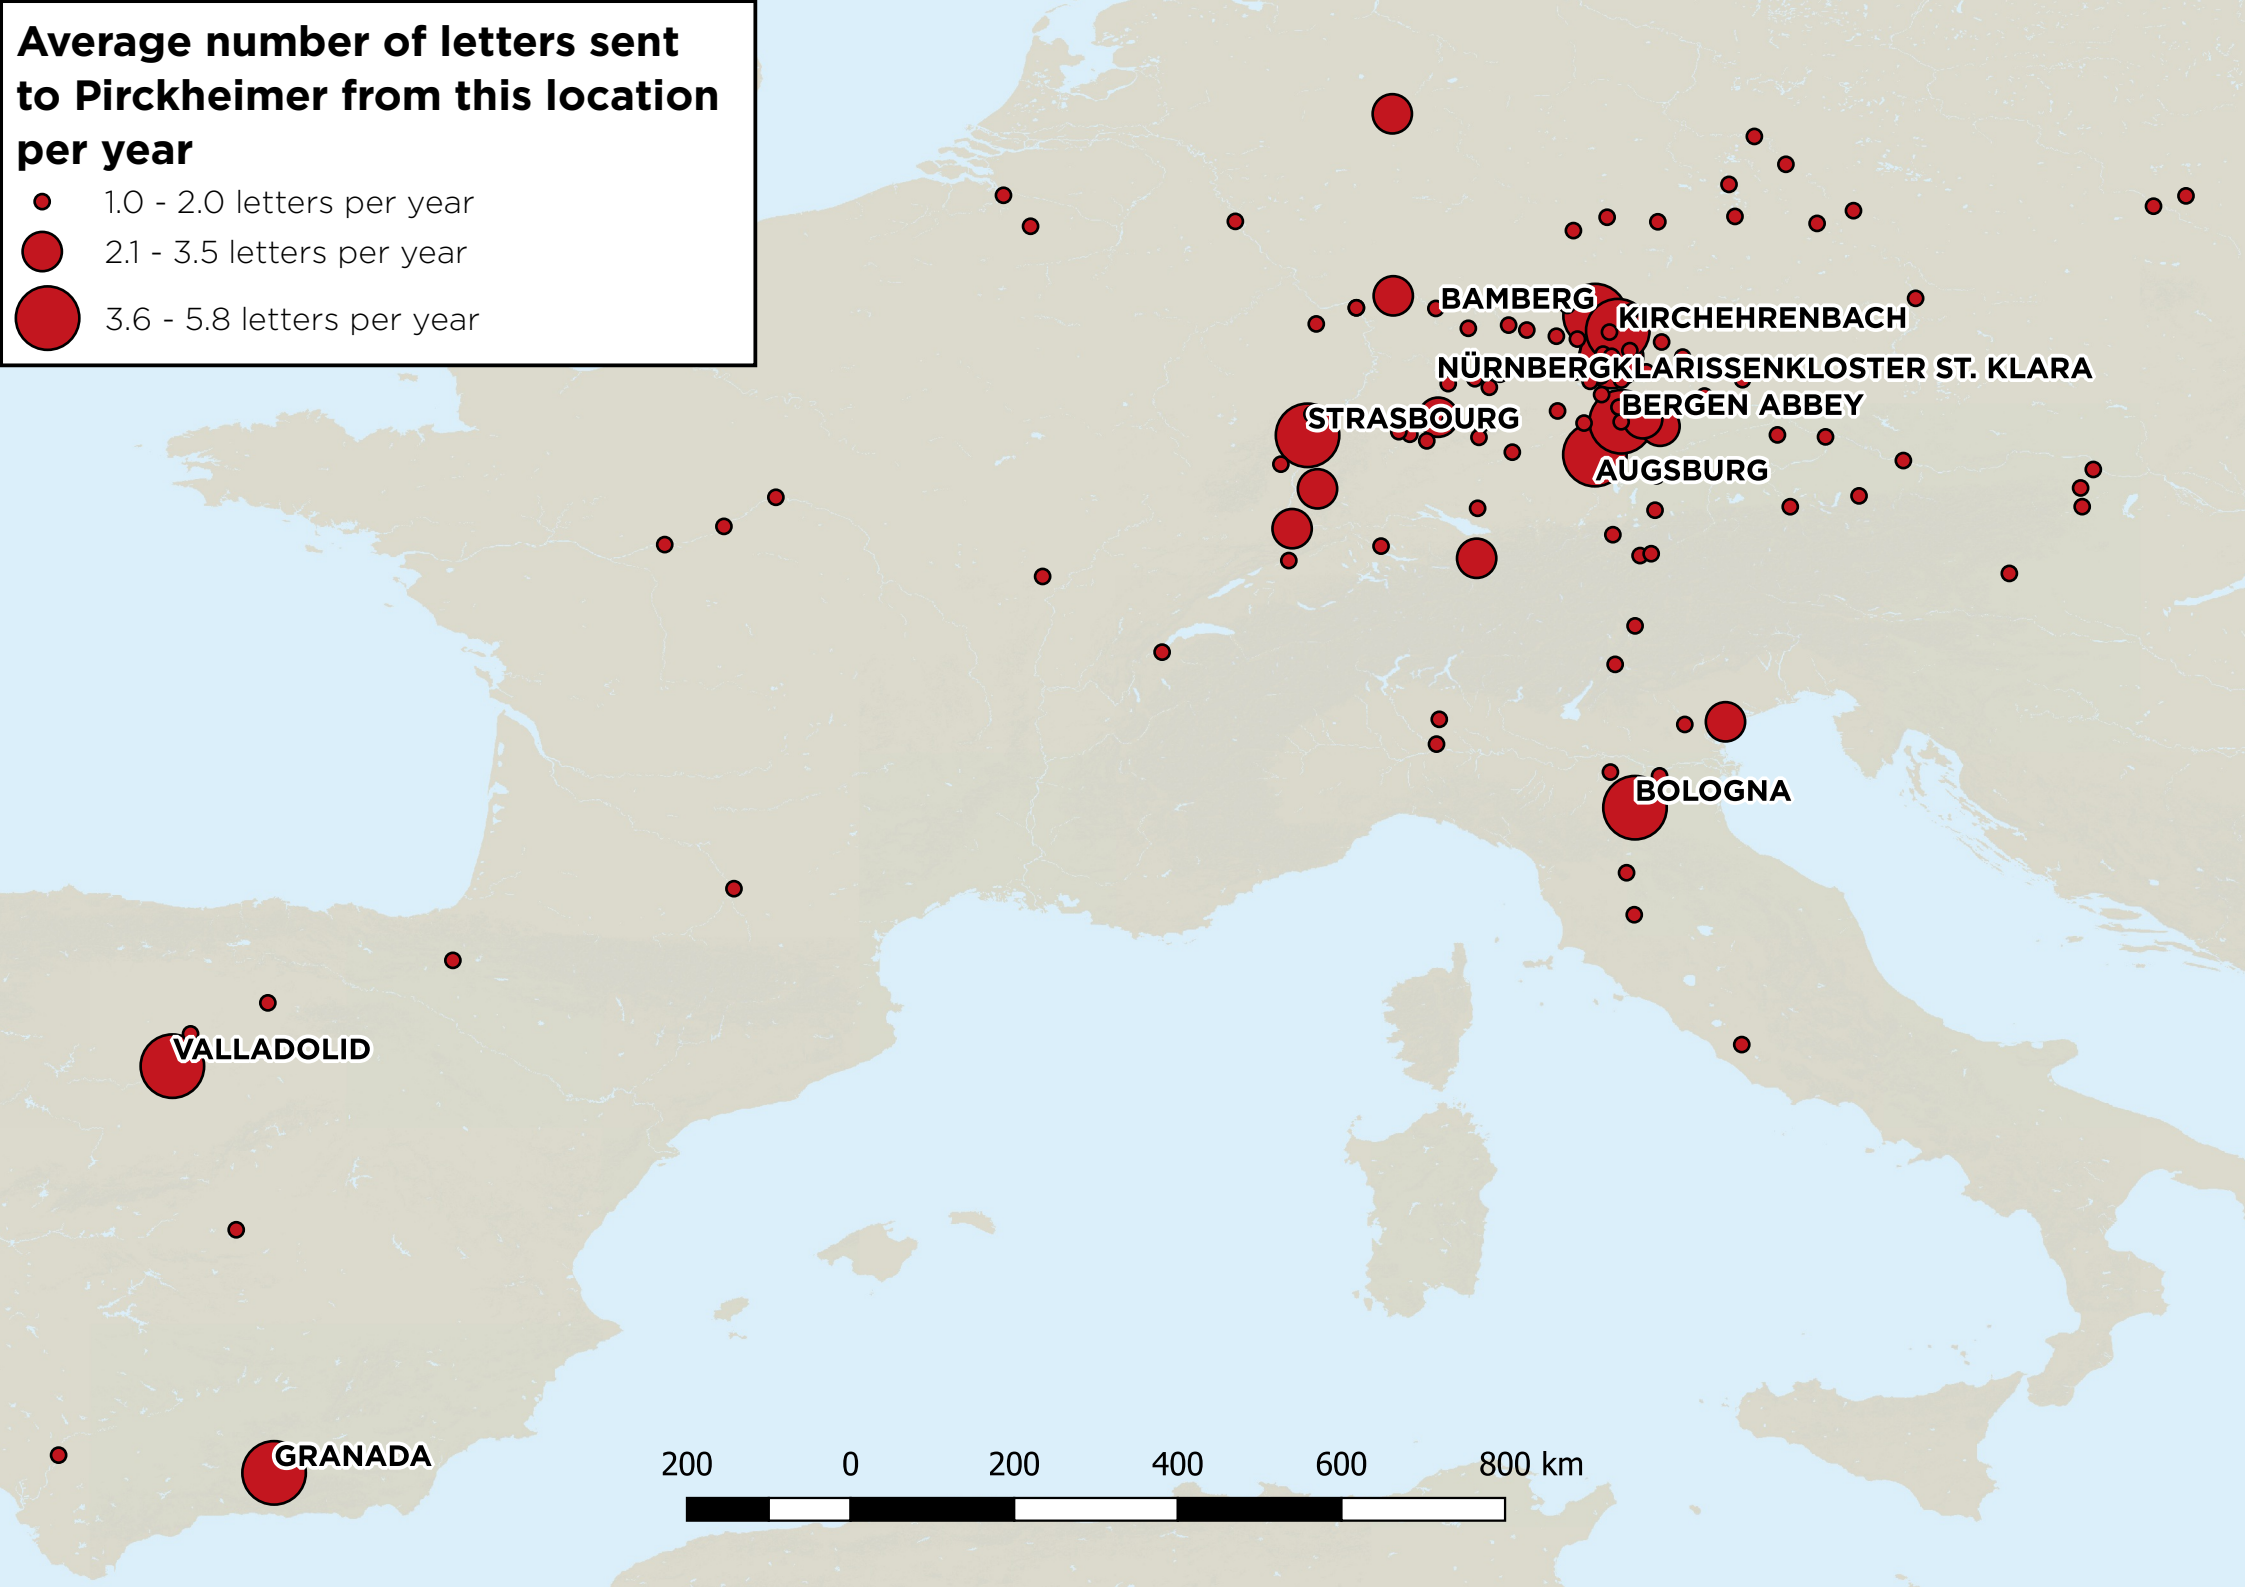 Average number of letters sent
to Pirckheimer from this location
per year
1.0 - 2.0 letters per year
2.1 - 3.5 letters per year
3.6 - 5.8 letters per year
BAMBERG
KIRCHEHRENBACH
NÜRNBERG
KLARISSENKLOSTER ST. KLARA
BERGEN ABBEY
STRASBOURG
AUGSBURG
BOLOGNA
VALLADOLID
GRANADA
200 0 200 400 600 800 km